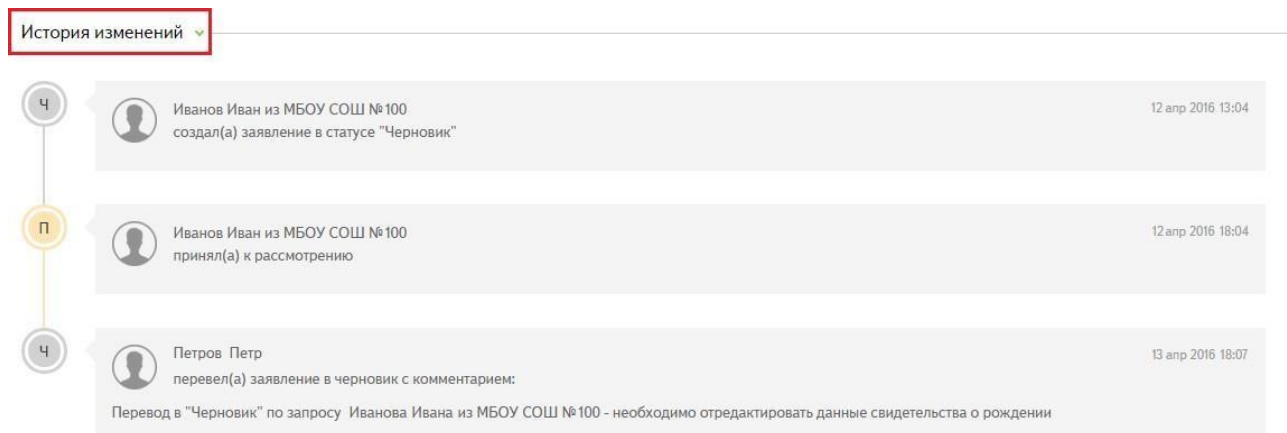 История изменений
Ч
Иванов Иван из МБОУ СОШ №100
12 апр 2016 13:04
создал(а) заявление в статусе "Черновик"
П
Иванов Иван из МБОУ СОШ №100
12 апр 2016 18:04
принял(а) к рассмотрению
Ч
Петров Петр
13 апр 2016 18:07
перевел(а) заявление в черновик с комментарием:
Перевод в "Черновик" по запросу Иванова Ивана из МБОУ СОШ №100 - необходимо отредактировать данные свидетельства о рождении